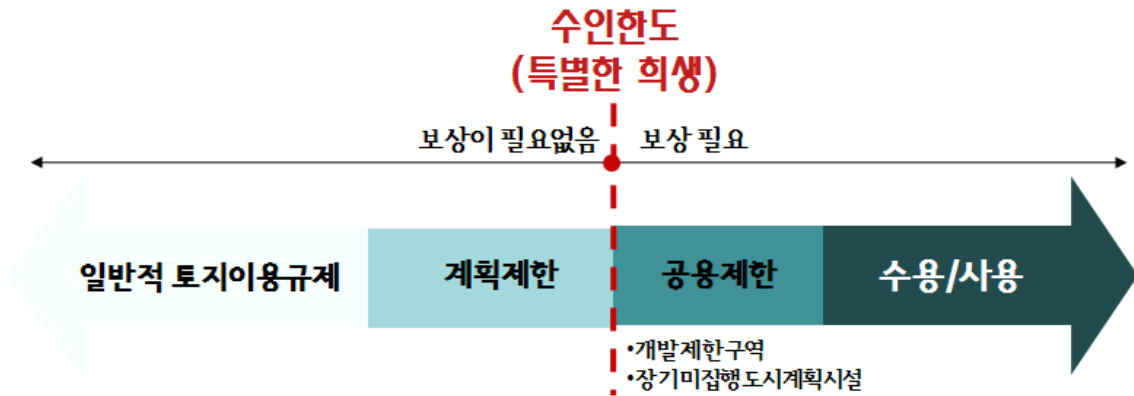 수인한도
(특별한 희생)
보상이 필요없음
보상 필요
일반적 토지이용규제
계획제한
공용제한
수용/사용
•개발제한구역
•장기미집행도시계획시설